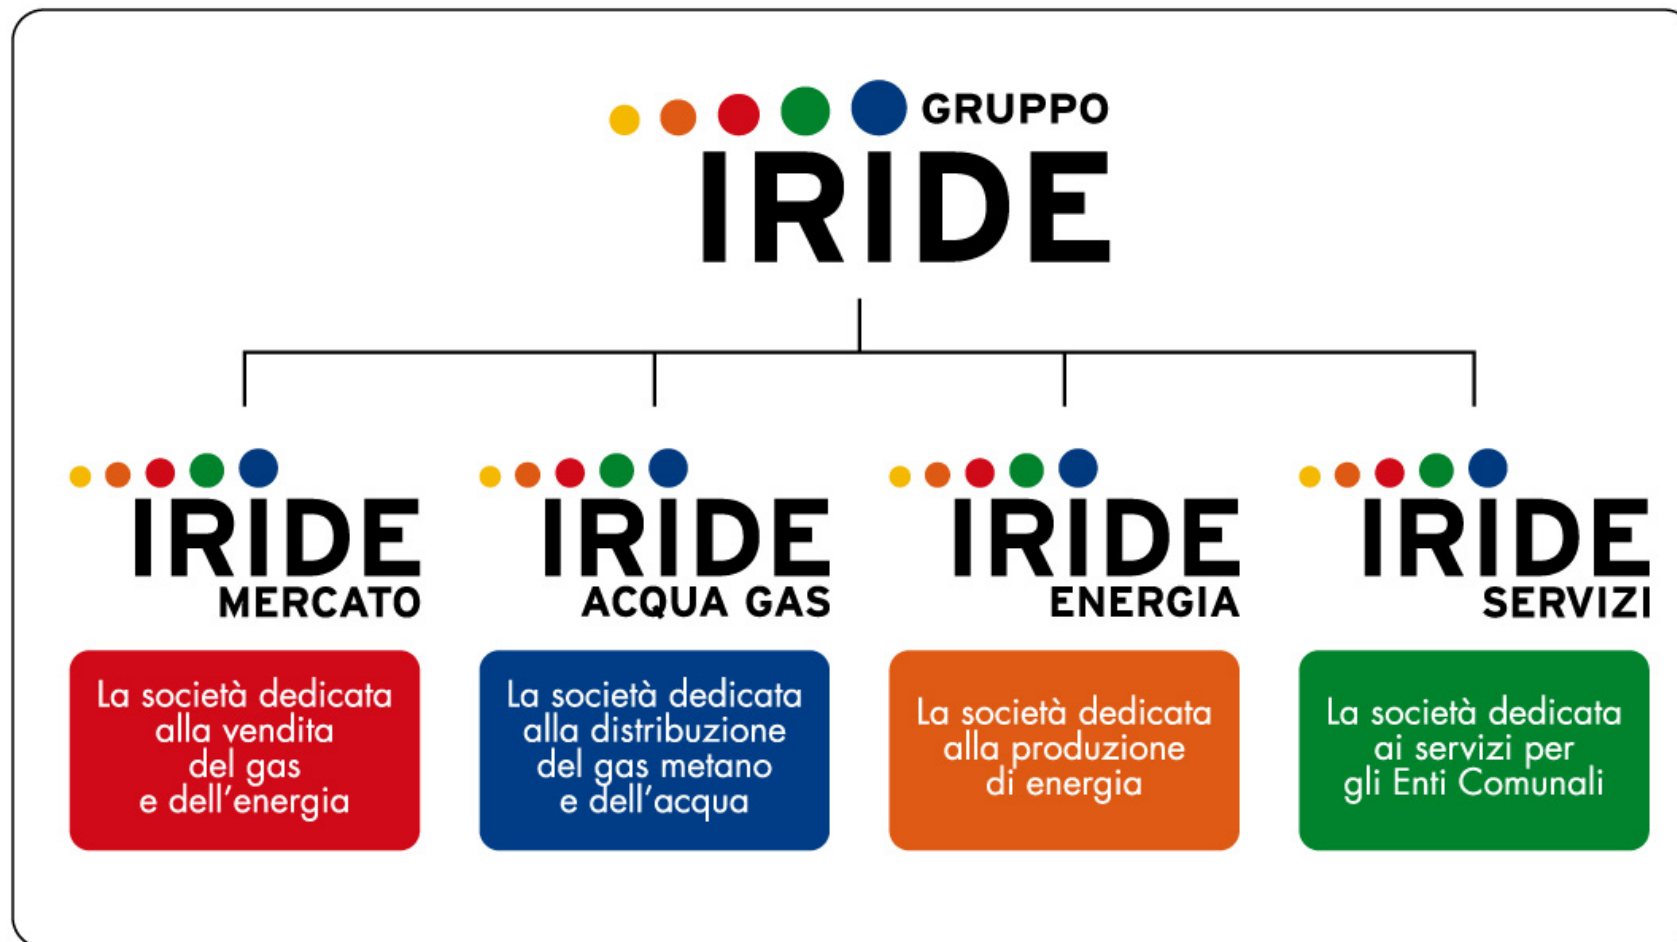 GRUPPO
IRIDE
IRIDE
MERCATO
La società dedicata
alla vendita
del gas
e dell'energia
IRIDE
ACQUA GAS
La società dedicata
alla distribuzione
del gas metano
e dell'acqua
IRIDE
ENERGIA
La società dedicata
alla produzione
di energia
IRIDE
SERVIZI
La società dedicata
ai servizi per
gli Enti Comunali